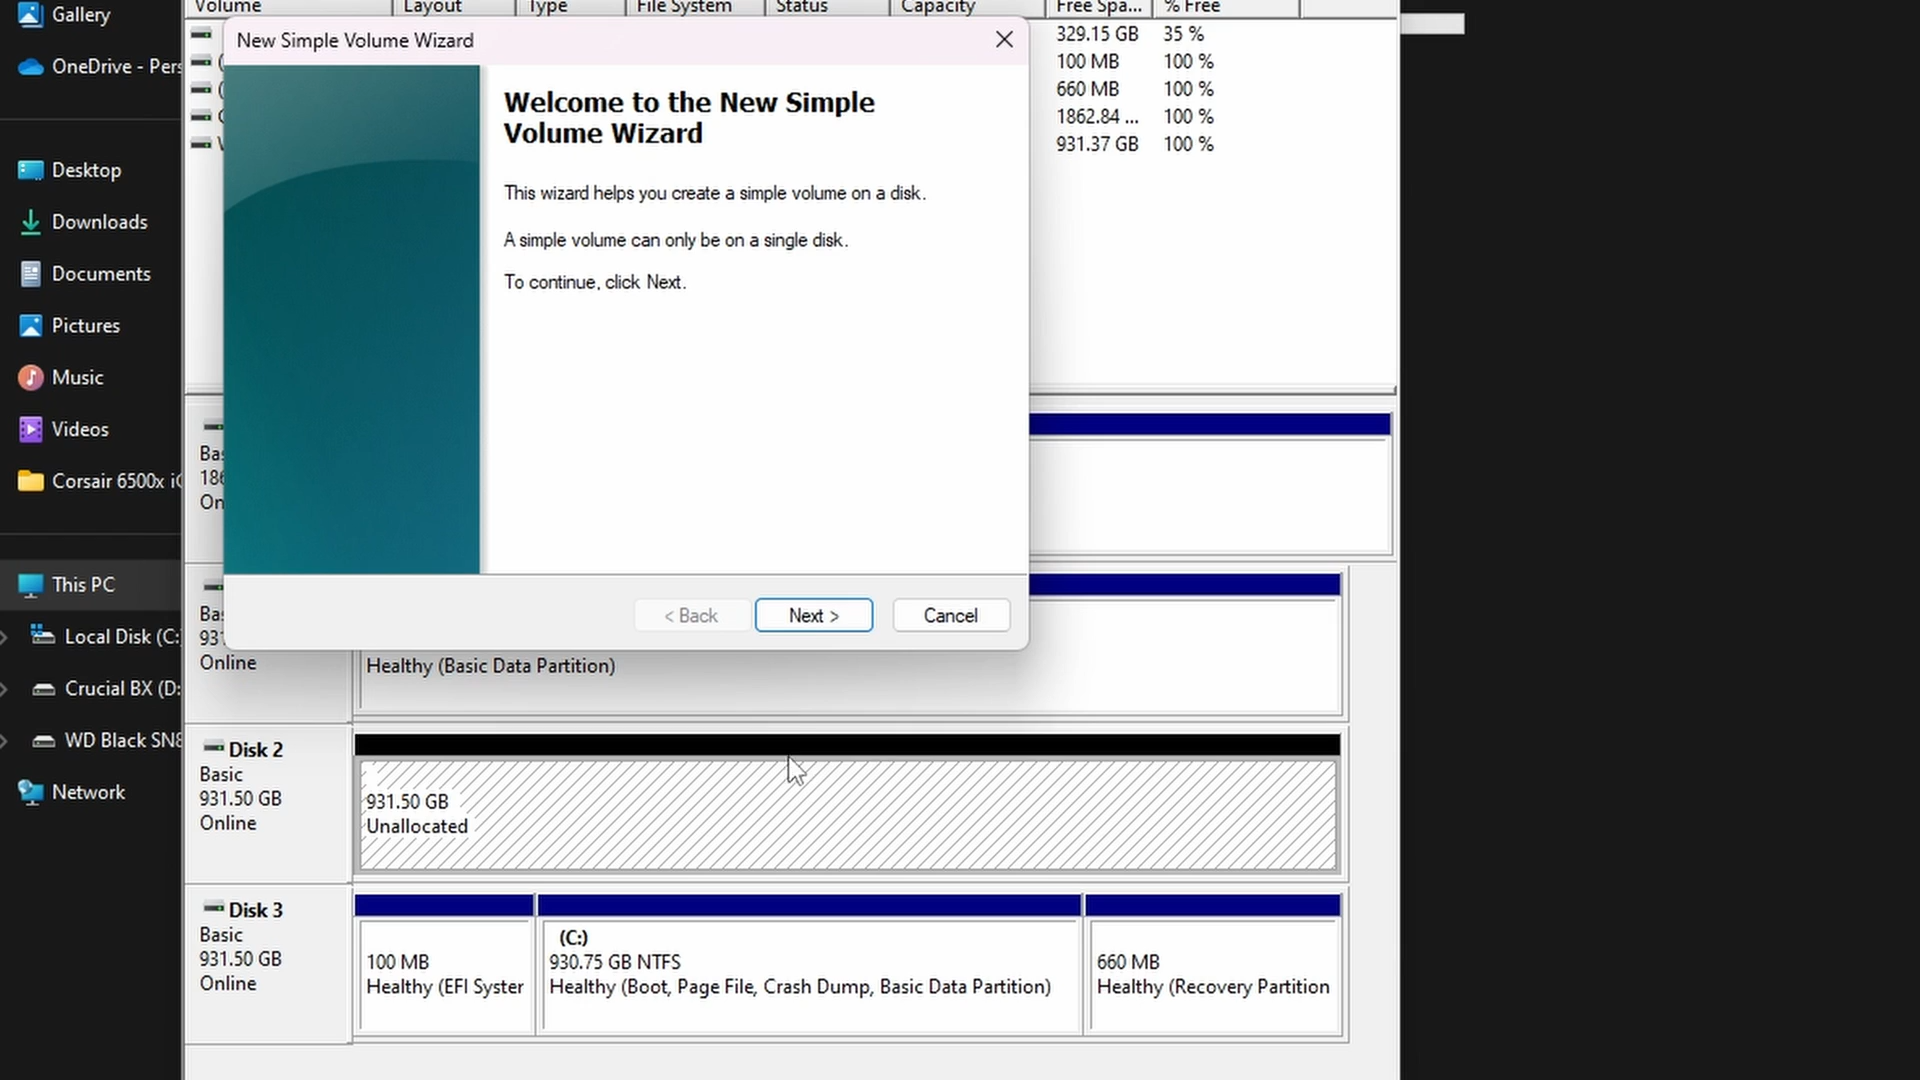 Gallery
OneDrive - Pers
Desktop
Downloads
Documents
Pictures
Music
Videos
Corsair 6500x i
This PC
Local Disk (C:
Crucial BX (D:
WD Black SN8
Network
Volume Layout Type File System Status Capacity Free Spa... % Free
329.15 GB 35 %
100 MB 100 %
660 MB 100 %
1862.84 ... 100 %
931.37 GB 100 %
New Simple Volume Wizard
Welcome to the New Simple
Volume Wizard
This wizard helps you create a simple volume on a disk.
A simple volume can only be on a single disk.
To continue, click Next.
< Back Next > Cancel
Bas
186
On
Bas
931
Online
Healthy (Basic Data Partition)
Disk 2
Basic
931.50 GB
Online
931.50 GB
Unallocated
Disk 3
Basic
931.50 GB
Online
100 MB
Healthy (EFI Syster
(C:)
930.75 GB NTFS
Healthy (Boot, Page File, Crash Dump, Basic Data Partition)
660 MB
Healthy (Recovery Partition